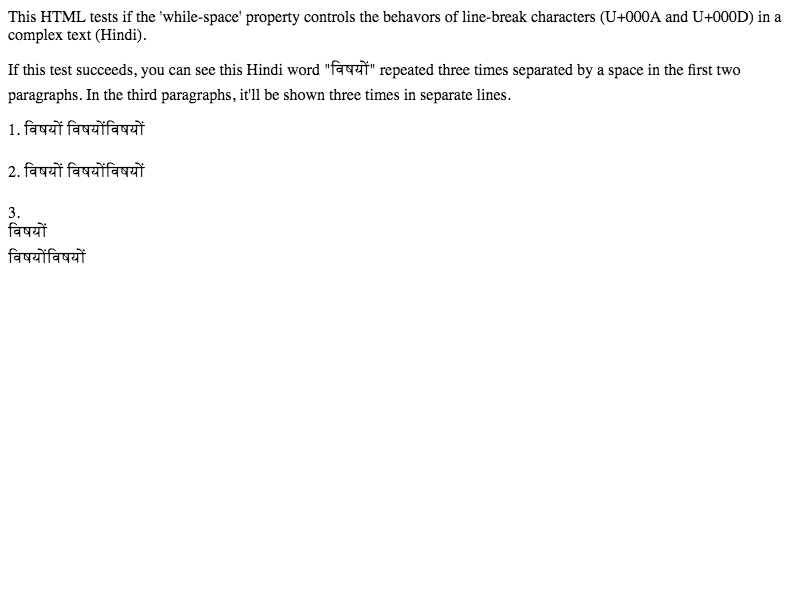 This HTML tests if the 'while-space' property controls the behavors of line-break characters (U+000A and U+000D) in a
complex text (Hindi).
If this test succeeds, you can see this Hindi word "विषयों" repeated three times separated by a space in the first two
paragraphs. In the third paragraphs, it'll be shown three times in separate lines.
1. विषयों विषयोंविषयों
2. विषयों विषयोंविषयों
3.
विषयों
विषयोंविषयों